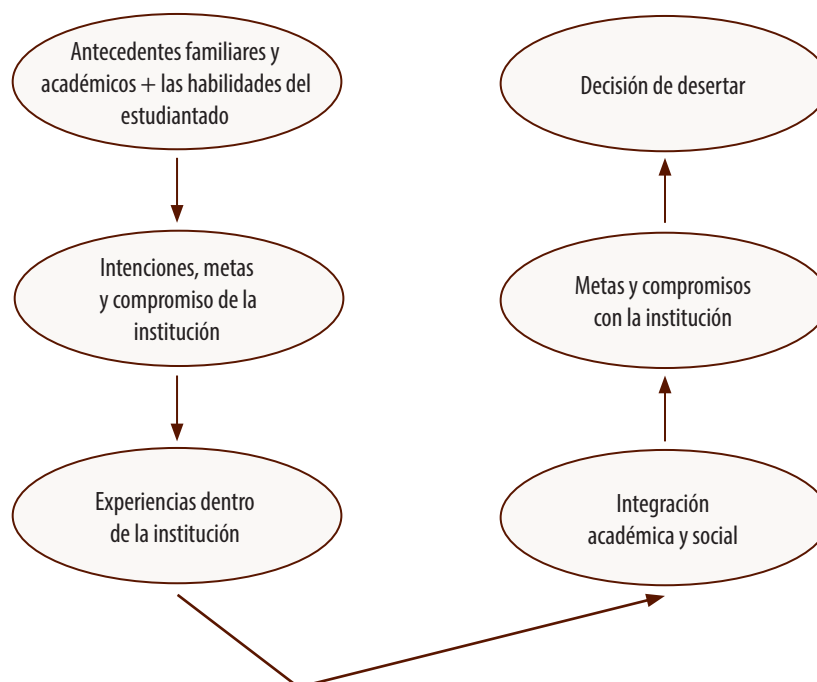 Antecedentes familiares y
académicos + las habilidades del
estudiantado
Intenciones, metas
y compromiso de la
institución
Experiencias dentro
de la institución
Integración
académica y social
Metas y compromisos
con la institución
Decisión de desertar